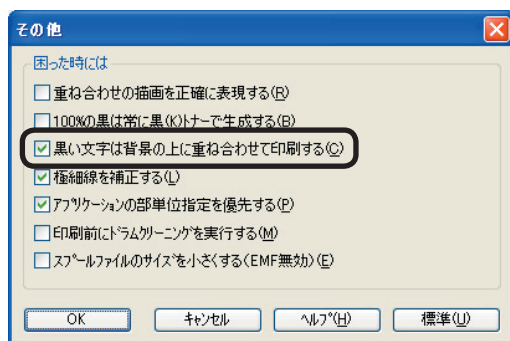 その他
困った時には
重ね合わせの描画を正確に表現する(R)
100%の黒は常に黒(K)トナーで生成する(B)
黒い文字は背景の上に重ね合わせて印刷する(C)
極細線を補正する(L)
アプリケーションの部単位指定を優先する(P)
印刷前にドラムクリーニングを実行する(M)
スプールファイルのサイズを小さくする(EMF無効)(E)
OK キャンセル ヘルプ(H) 標準(U)